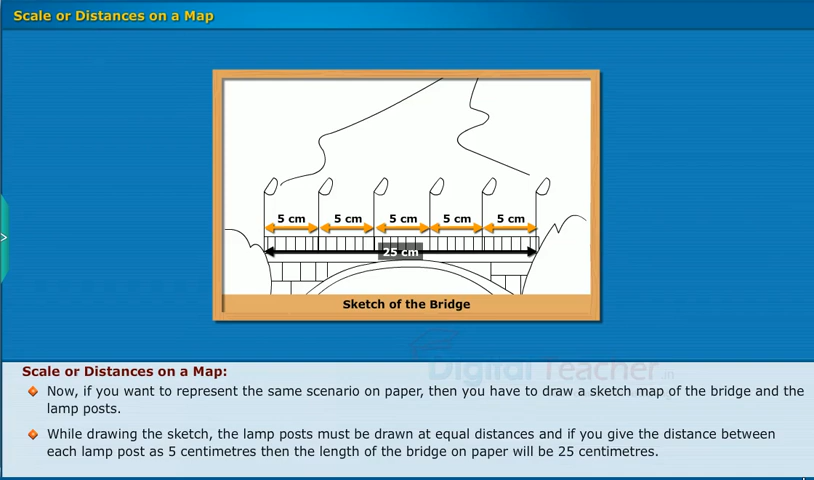 Scale or Distances on a Map
5 cm 5 cm 5 cm 5 cm 5 cm
25 cm
Sketch of the Bridge
Digital Teacher.in
Scale or Distances on a Map:
Now, if you want to represent the same scenario on paper, then you have to draw a sketch map of the bridge and the
lamp posts.
While drawing the sketch, the lamp posts must be drawn at equal distances and if you give the distance between
each lamp post as 5 centimetres then the length of the bridge on paper will be 25 centimetres.